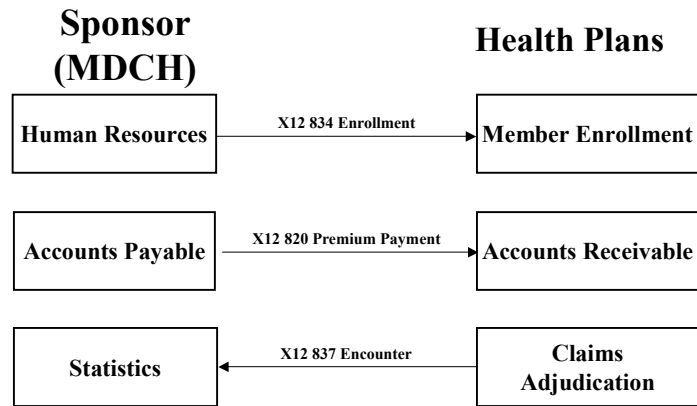 Sponsor
(MDCH)
Health Plans
Human Resources
X12 834 Enrollment
Member Enrollment
Accounts Payable
X12 820 Premium Payment
Accounts Receivable
Statistics
X12 837 Encounter
Claims
Adjudication